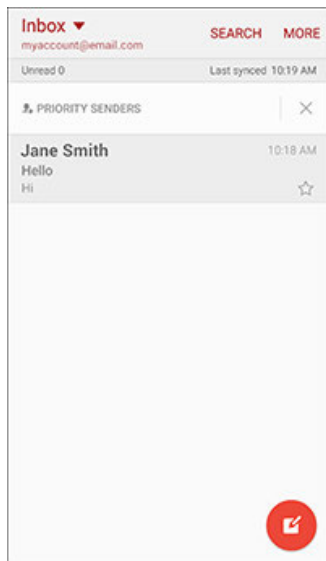 Inbox
SEARCH MORE
myaccount@email.com
Unread 0 Last synced 10:19 AM
PRIORITY SENDERS
Jane Smith 10:18 AM
Hello
Hi